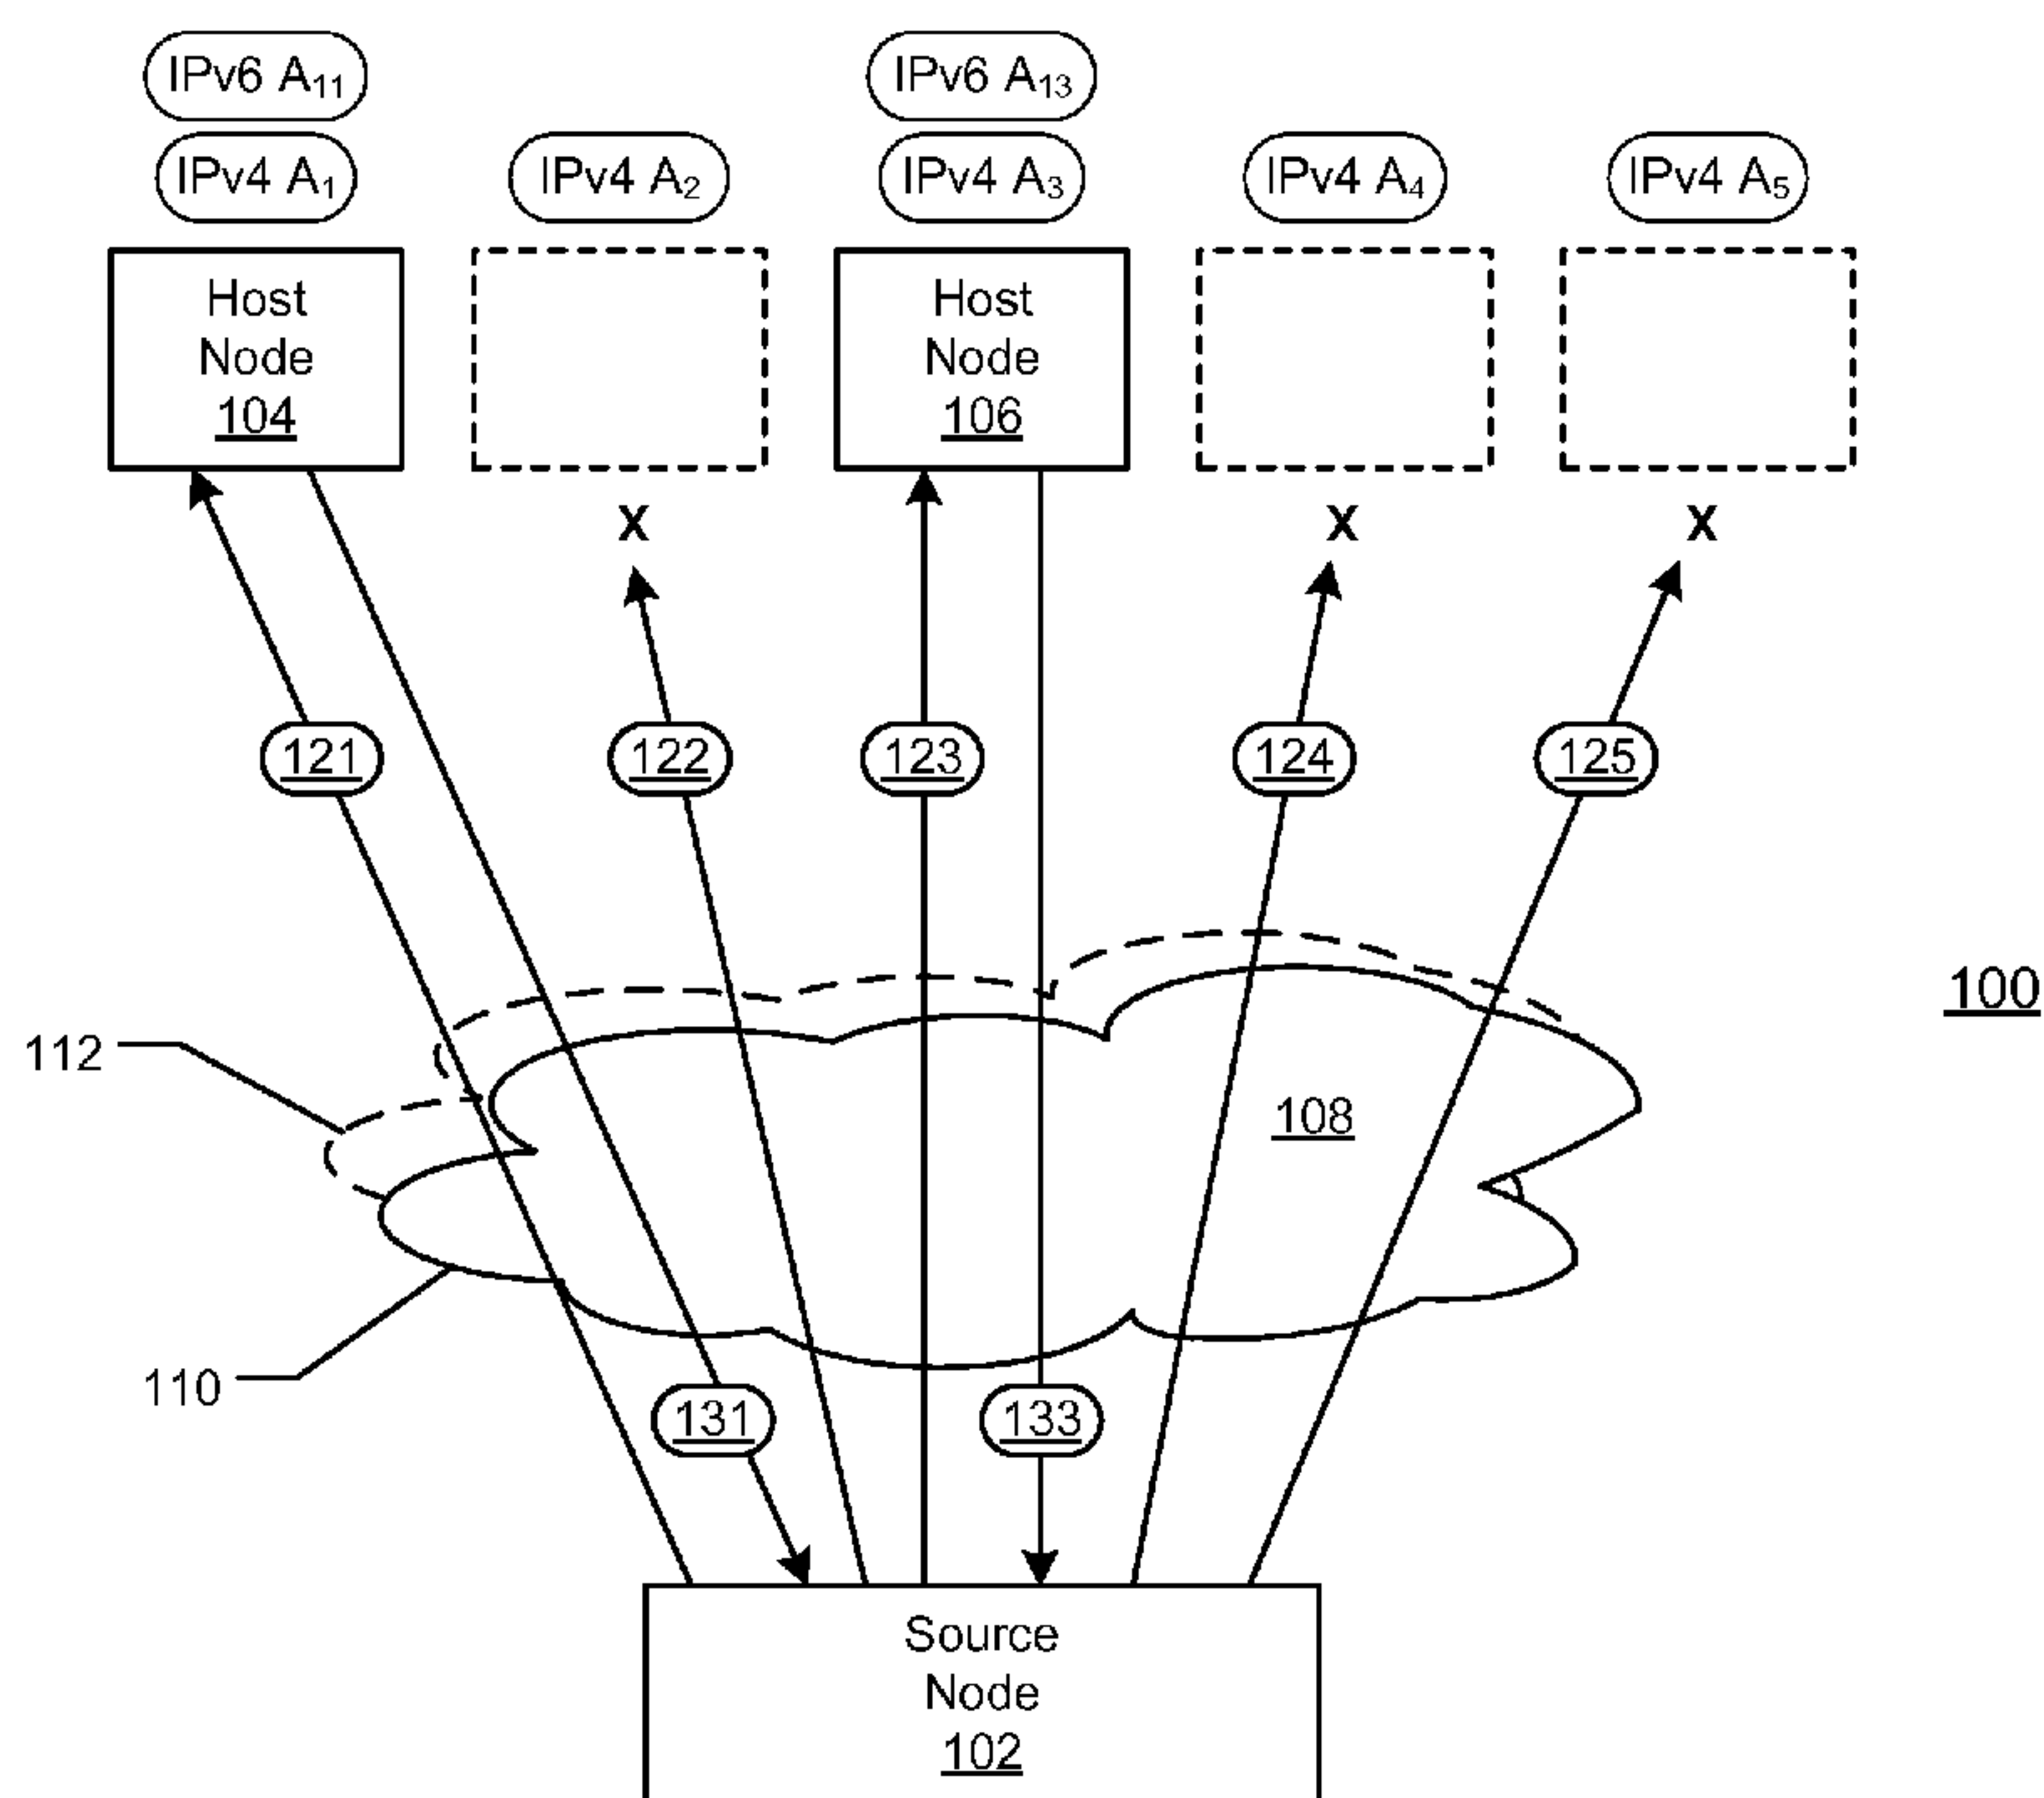 IPv6 A₁₁
IPv6 A₁₃
IPv4 A₁
IPv4 A₂
IPv4 A₃
IPv4 A₄
IPv4 A₅
Host
Node
104
Host
Node
106
X
X
X
121
122
123
124
125
100
112
108
110
131
133
Source
Node
102